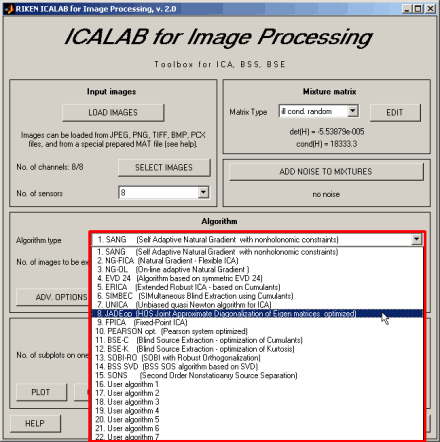 RIKEN ICALAB for Image Processing, v. 2.0
ICALAB for Image Processing
Toolbox for ICA, BSS, BSE
Input images
LOAD IMAGES
Images can be loaded from JPEG, PNG, TIFF, BMP, PCX
files, and from a special prepared MAT file (see help).
No. of channels: 8/8
SELECT IMAGES
No. of sensors
8
Mixture matrix
Matrix Type
ill cond. random
EDIT
det(H) = -5.53879e-005
cond(H) = 18333.3
ADD NOISE TO MIXTURES
no noise
Algorithm
Algorithm type
1. SANG (Self Adaptive Natural Gradient with nonholonomic constraints)
No. of images to be ex
ADV. OPTIONS
1. SANG (Self Adaptive Natural Gradient with nonholonomic constraints)
2. NG-FICA (Natural Gradient - Flexible ICA)
3. NG-OL (On-line adaptive Natural Gradient )
4. EVD 24 (Algorithm based on symmetric EVD 24)
5. ERICA (Extended Robust ICA - based on Cumulants)
6. SIMBEC (SIMultaneous Blind Extraction using Cumulants)
7. UNICA (Unbiased quasi Newton algorithm for ICA)
8. JADEop (HOS Joint Approximate Diagonalization of Eigen matrices optimized)
9. FPICA (Fixed-Point ICA)
10. PEARSON opt. (Pearson system optimized)
11. BSE-C (Blind Source Extraction - optimization of Cumulants)
12. BSE-K (Blind Source Extraction - optimization of Kurtosis)
13. SOBI-RO (SOBI with Robust Orthogonalization)
14. BSS SVD (BSS SOS algorithm based on SVD)
15. SONS (Second Order Nonstationarry Source Separation)
16. User algorithm 1
17. User algorithm 2
18. User algorithm 3
19. User algorithm 4
20. User algorithm 5
21. User algorithm 6
22. User algorithm 7
No. of subplots on one
PLOT
HELP